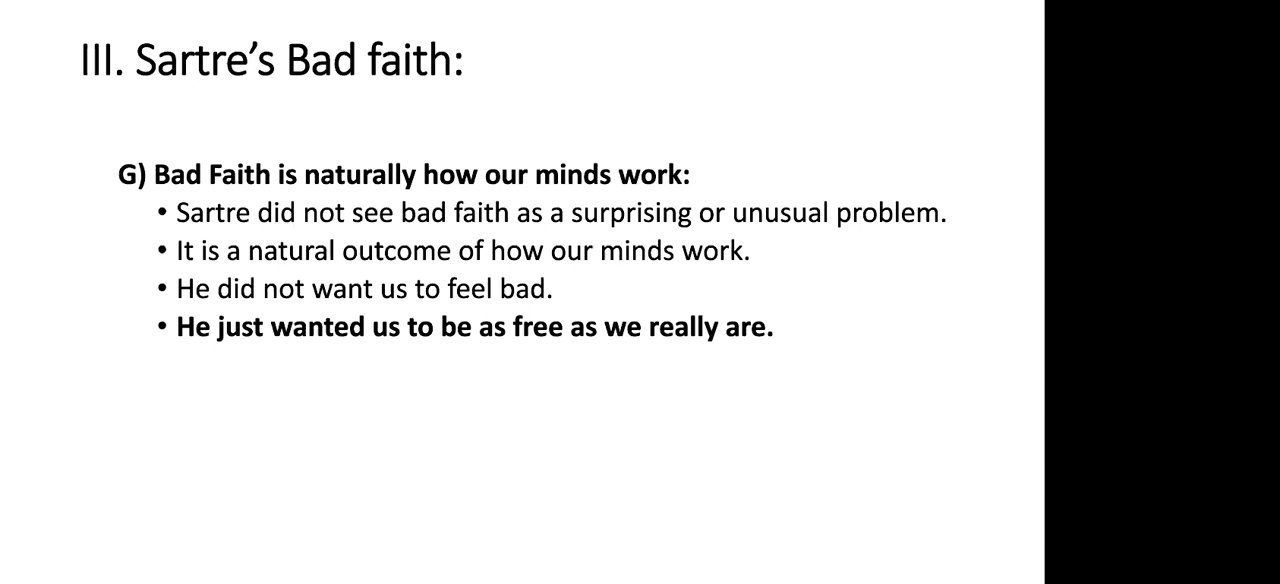 III. Sartre’s Bad faith:
G) Bad Faith is naturally how our minds work:
• Sartre did not see bad faith as a surprising or unusual problem.
• It is a natural outcome of how our minds work.
• He did not want us to feel bad.
• He just wanted us to be as free as we really are.